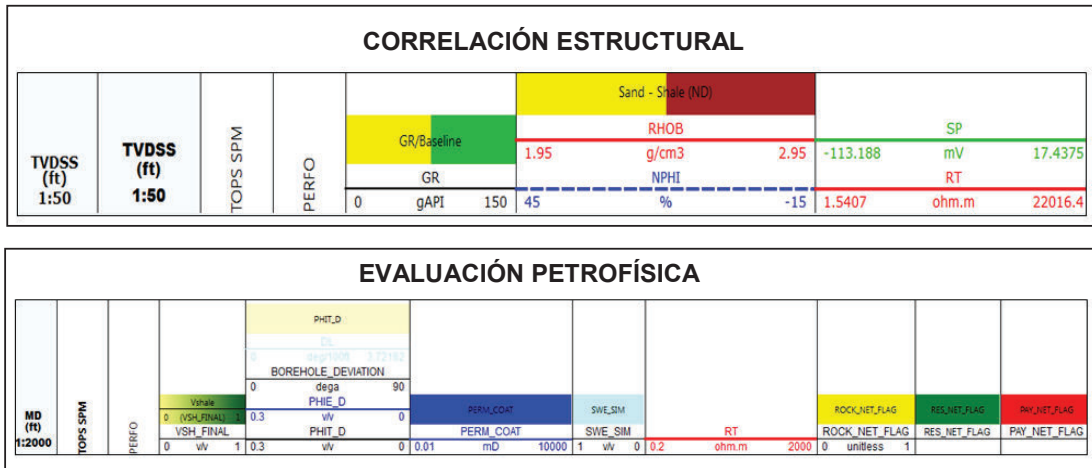 CORRELACIÓN ESTRUCTURAL
TVDSS
(ft)
1:50
TVDSS
(ft)
1:50
TOPS SPM
PERFO
GR/Baseline
GR
0 gAPI 150
Sand - Shale (ND)
RHOB
1.95 g/cm3 2.95
NPHI
45 % -15
SP
-113.188 mV 17.4375
RT
1.5407 ohm.m 22016.4
EVALUACIÓN PETROFÍSICA
MD
(ft)
1:2000
TOPS SPM
PERFO
Vshale
0 (VSH_FINAL) 1
VSH_FINAL
0 v/v 1
PHIT_D
DL
0 deg/100ft
BOREHOLE_DEVIATION
0 dega 90
PHIE_D
0.3 v/v 0
PHIT_D
0.3 v/v 0
PERM_COAT
PERM_COAT
0.01 mD 10000
SWE_SIM
SWE_SIM
1 v/v 0
RT
0.2 ohm.m 2000
ROCK_NET_FLAG
ROCK_NET_FLAG
0 unitless 1
RES_NET_FLAG
RES_NET_FLAG
PAY_NET_FLAG
PAY_NET_FLAG